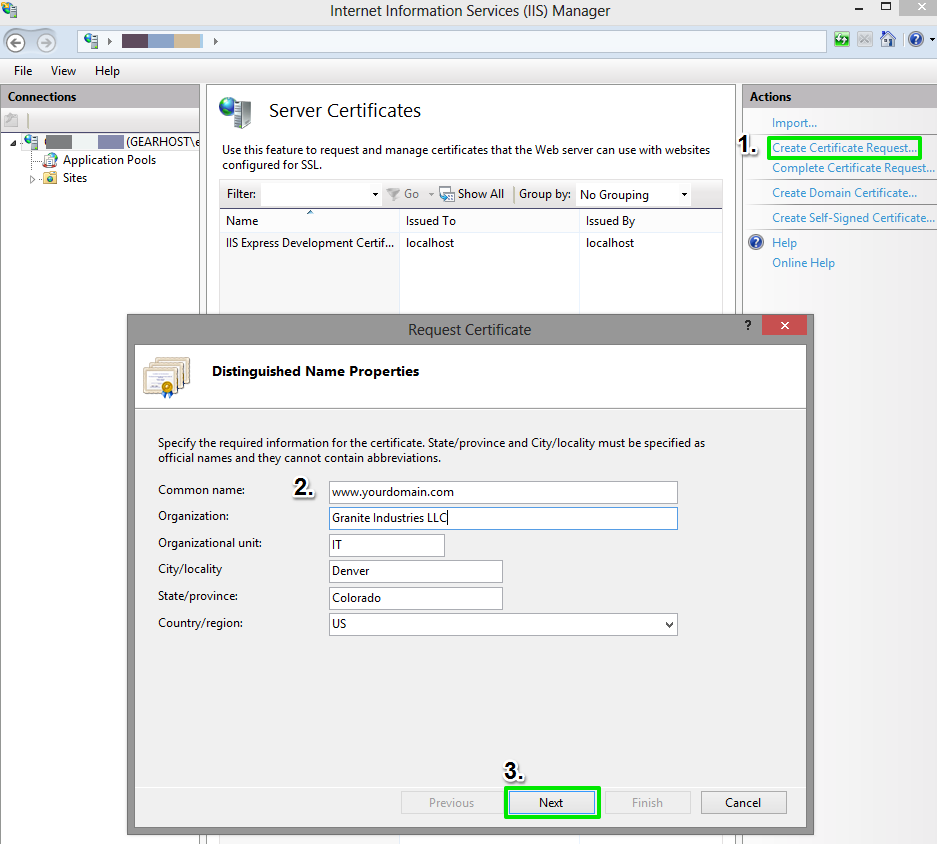 Internet Information Services (IIS) Manager
File View Help
Connections
(GEARHOST\e
Application Pools
Sites
Server Certificates
Use this feature to request and manage certificates that the Web server can use with websites
configured for SSL.
Filter: Go Show All Group by: No Grouping
Name Issued To Issued By
IIS Express Development Certif... localhost localhost
Actions
Import...
1. Create Certificate Request...
Complete Certificate Request...
Create Domain Certificate...
Create Self-Signed Certificate...
Help
Online Help
Request Certificate
Distinguished Name Properties
Specify the required information for the certificate. State/province and City/locality must be specified as
official names and they cannot contain abbreviations.
Common name: 2. www.yourdomain.com
Organization: Granite Industries LLC
Organizational unit: IT
City/locality Denver
State/province: Colorado
Country/region: US
3.
Previous Next Finish Cancel